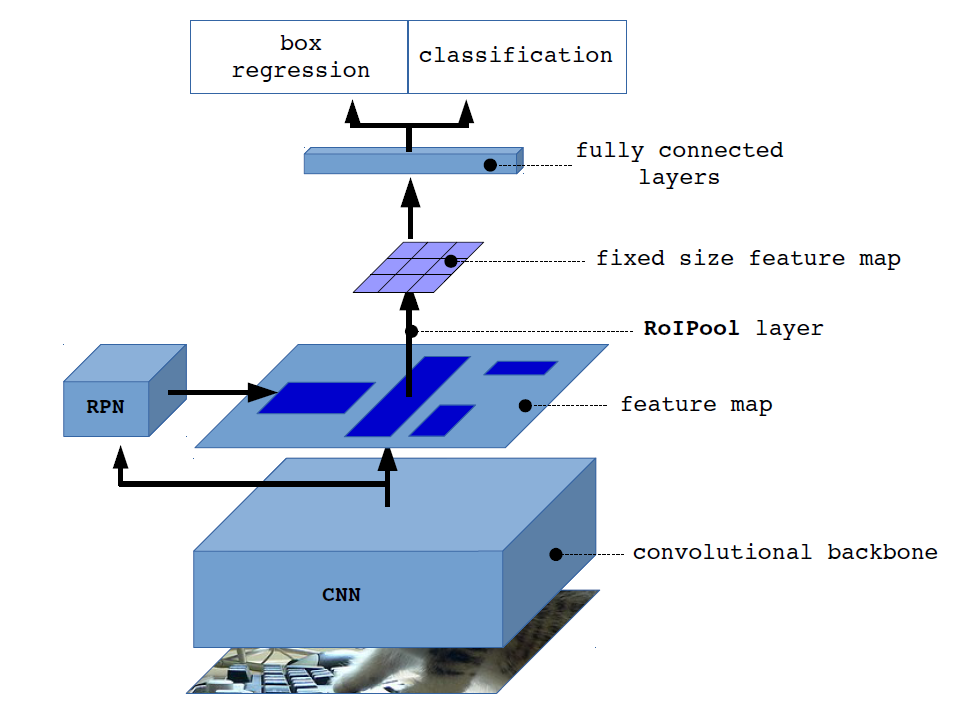 box
regression
classification
fully connected
layers
fixed size feature map
RoIPool layer
RPN
feature map
convolutional backbone
CNN